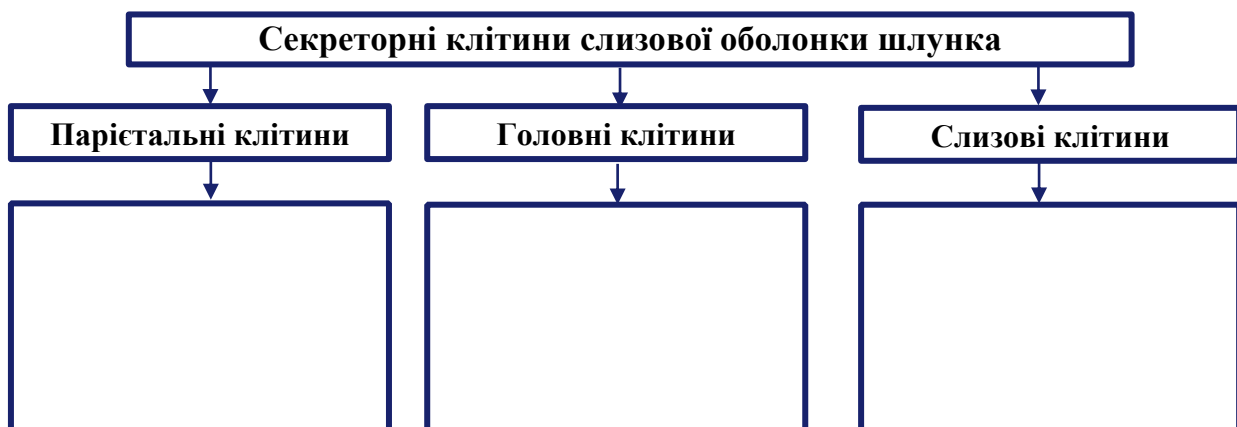 Секреторні клітини слизової оболонки шлунка
Парієтальні клітини
Головні клітини
Слизові клітини